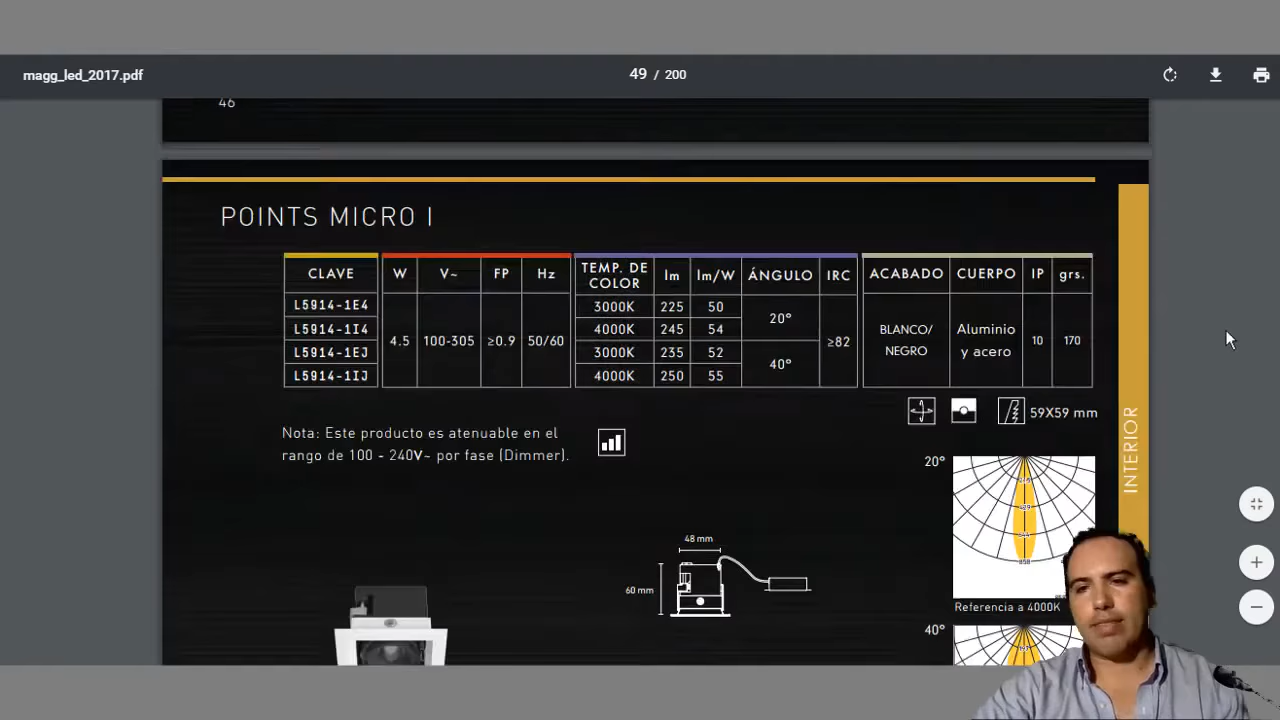 magg_led_2017.pdf
49 / 200
46
POINTS MICRO I
CLAVE W V~ FP Hz TEMP. DE COLOR lm lm/W ÁNGULO IRC ACABADO CUERPO IP grs.
L5914-1E4 3000K 225 50
L5914-1I4 4000K 245 54
L5914-1EJ 3000K 235 52
L5914-1IJ 4000K 250 55
4.5 100-305 ≥0.9 50/60
20°
40°
≥82
BLANCO/
NEGRO
Aluminio
y acero
10 170
59X59 mm
Nota: Este producto es atenuable en el
rango de 100 - 240V~ por fase (Dimmer).
INTERIOR
20°
48 mm
60 mm
Referencia a 4000K
40°